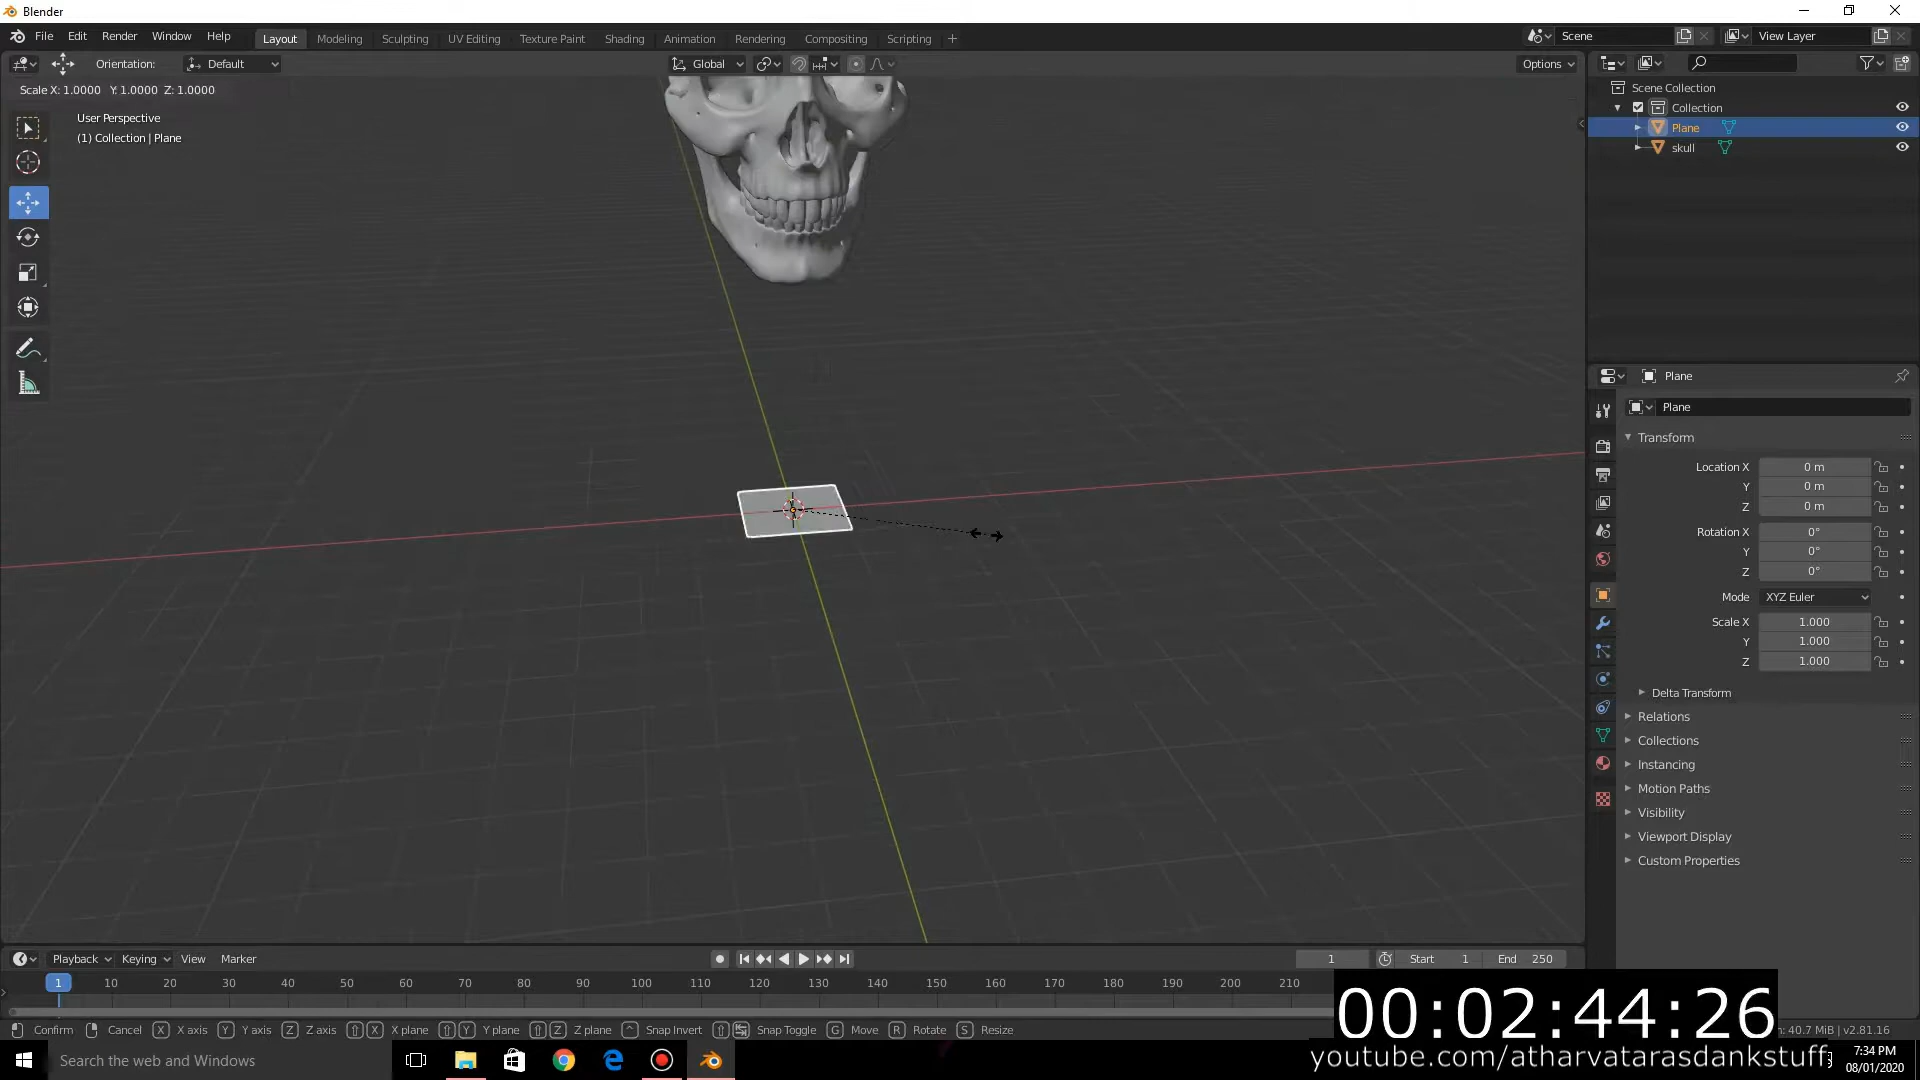 Blender
File Edit Render Window Help Layout Modeling Sculpting UV Editing Texture Paint Shading Animation Rendering Compositing Scripting + Scene View Layer
Orientation: Default Global Options
Scale X: 1.0000 Y: 1.0000 Z: 1.0000
User Perspective
(1) Collection | Plane
Scene Collection
Collection
Plane
skull
Plane
Plane
Transform
Location X 0 m
Y 0 m
Z 0 m
Rotation X 0°
Y 0°
Z 0°
Mode XYZ Euler
Scale X 1.000
Y 1.000
Z 1.000
Delta Transform
Relations
Collections
Instancing
Motion Paths
Visibility
Viewport Display
Custom Properties
Playback Keying View Marker 1 Start 1 End 250
1 10 20 30 40 50 60 70 80 90 100 110 120 130 140 150 160 170 180 190 200 210
00:02:44:26
Confirm Cancel X X axis Y Y axis Z Z axis X X plane Y Y plane Z Z plane ^ Snap Invert Snap Toggle G Move R Rotate S Resize 40.7 MiB | v2.81.16
youtube.com/atharvatarasdankstuff
Search the web and Windows
7:34 PM
08/01/2020